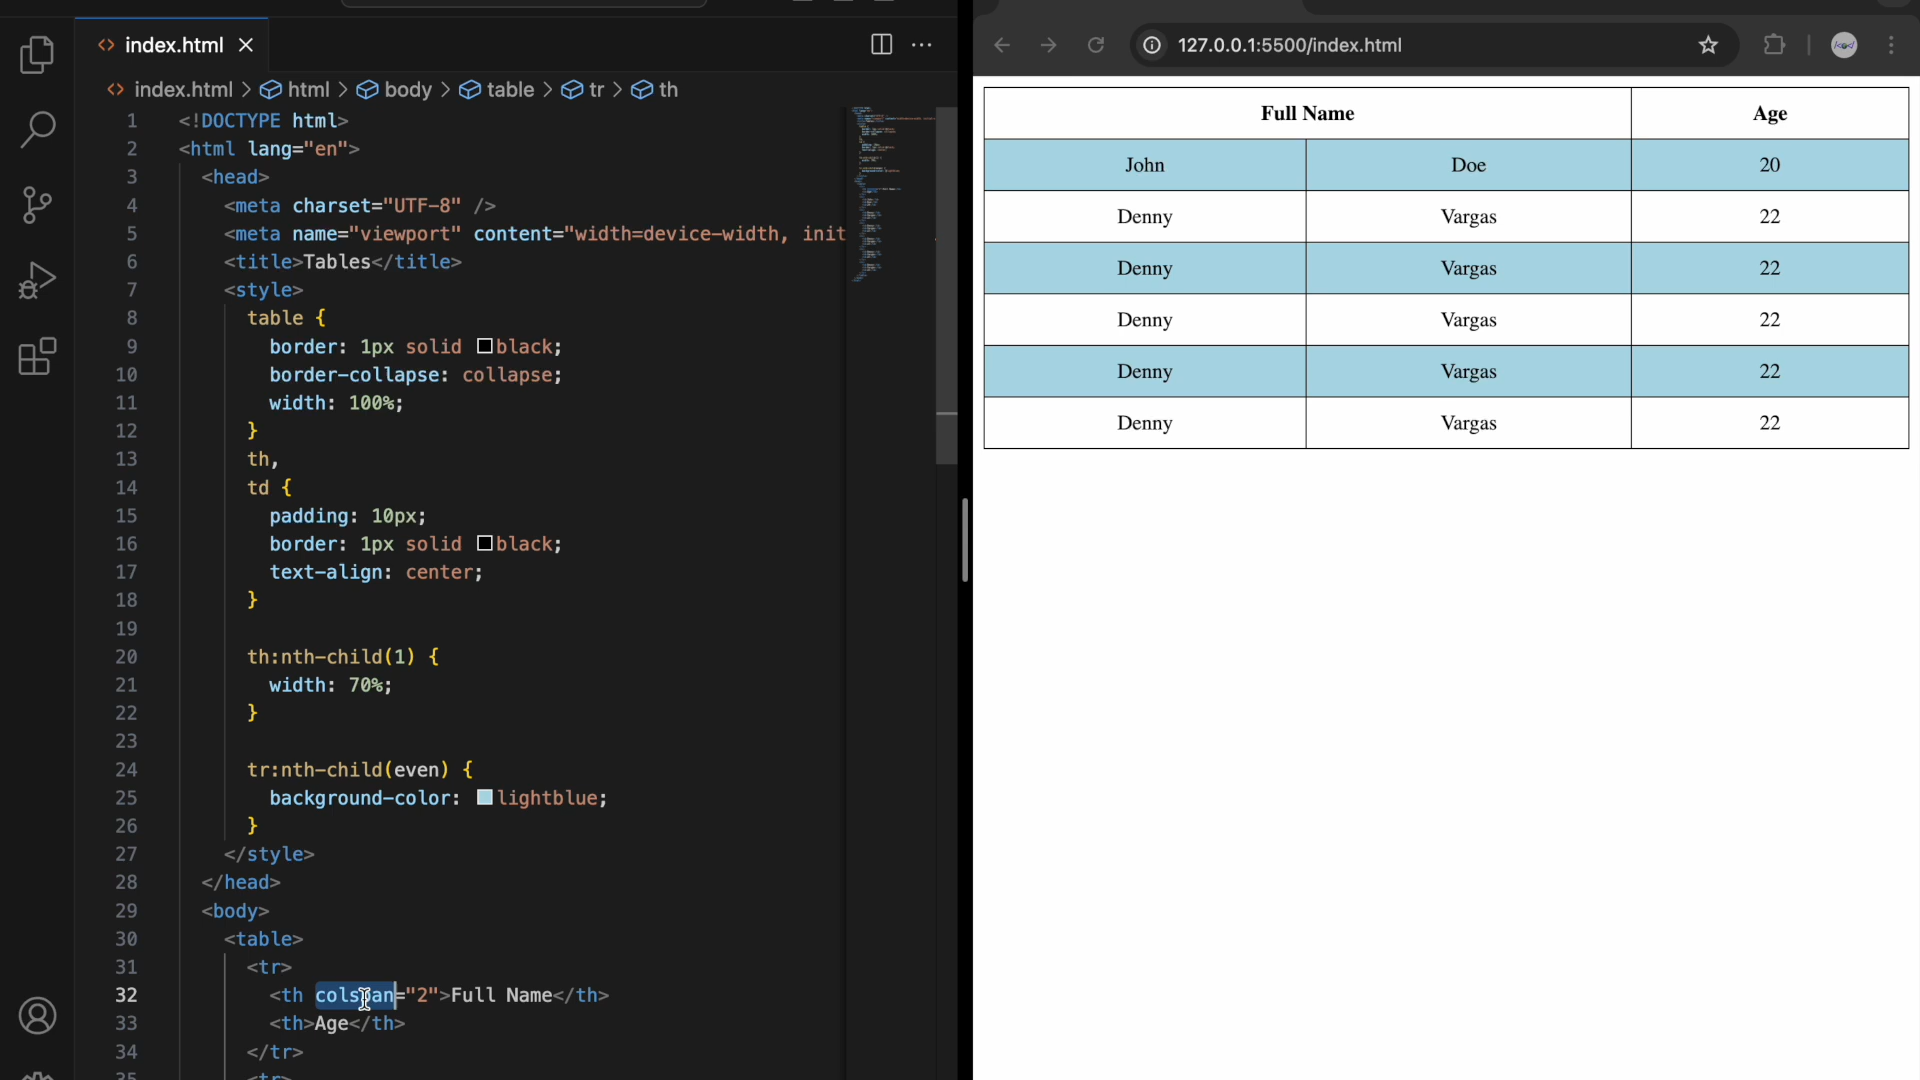 index.html
index.html > html > body > table > tr > th
1 <!DOCTYPE html>
2 <html lang="en">
3 <head>
4 <meta charset="UTF-8" />
5 <meta name="viewport" content="width=device-width, init
6 <title>Tables</title>
7 <style>
8 table {
9 border: 1px solid black;
10 border-collapse: collapse;
11 width: 100%;
12 }
13 th,
14 td {
15 padding: 10px;
16 border: 1px solid black;
17 text-align: center;
18 }
19
20 th:nth-child(1) {
21 width: 70%;
22 }
23
24 tr:nth-child(even) {
25 background-color: lightblue;
26 }
27 </style>
28 </head>
29 <body>
30 <table>
31 <tr>
32 <th colspan="2">Full Name</th>
33 <th>Age</th>
34 </tr>
35 <tr>
127.0.0.1:5500/index.html
Full Name Age
John Doe 20
Denny Vargas 22
Denny Vargas 22
Denny Vargas 22
Denny Vargas 22
Denny Vargas 22